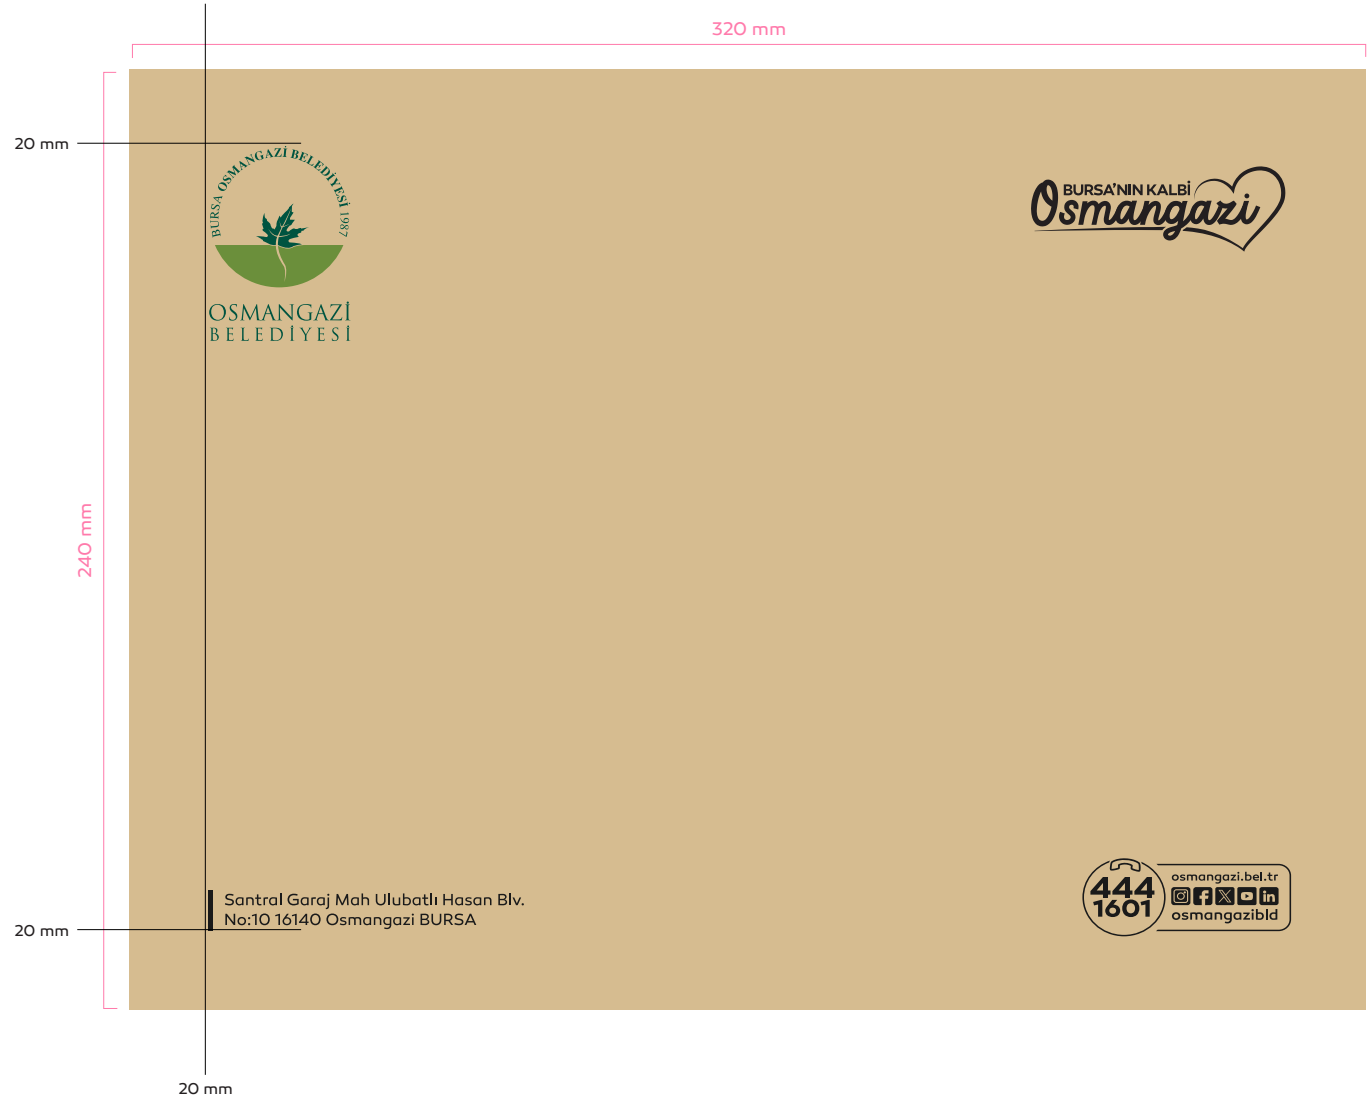 320 mm
20 mm
BURSA OSMANGAZİ BELEDİYESİ 1987
OSMANGAZİ
BELEDİYESİ
BURSA'NIN KALBİ
Osmangazi
240 mm
Santral Garaj Mah Ulubatlı Hasan Blv.
No:10 16140 Osmangazi BURSA
20 mm
444
1601
osmangazi.bel.tr
osmangazibld
20 mm